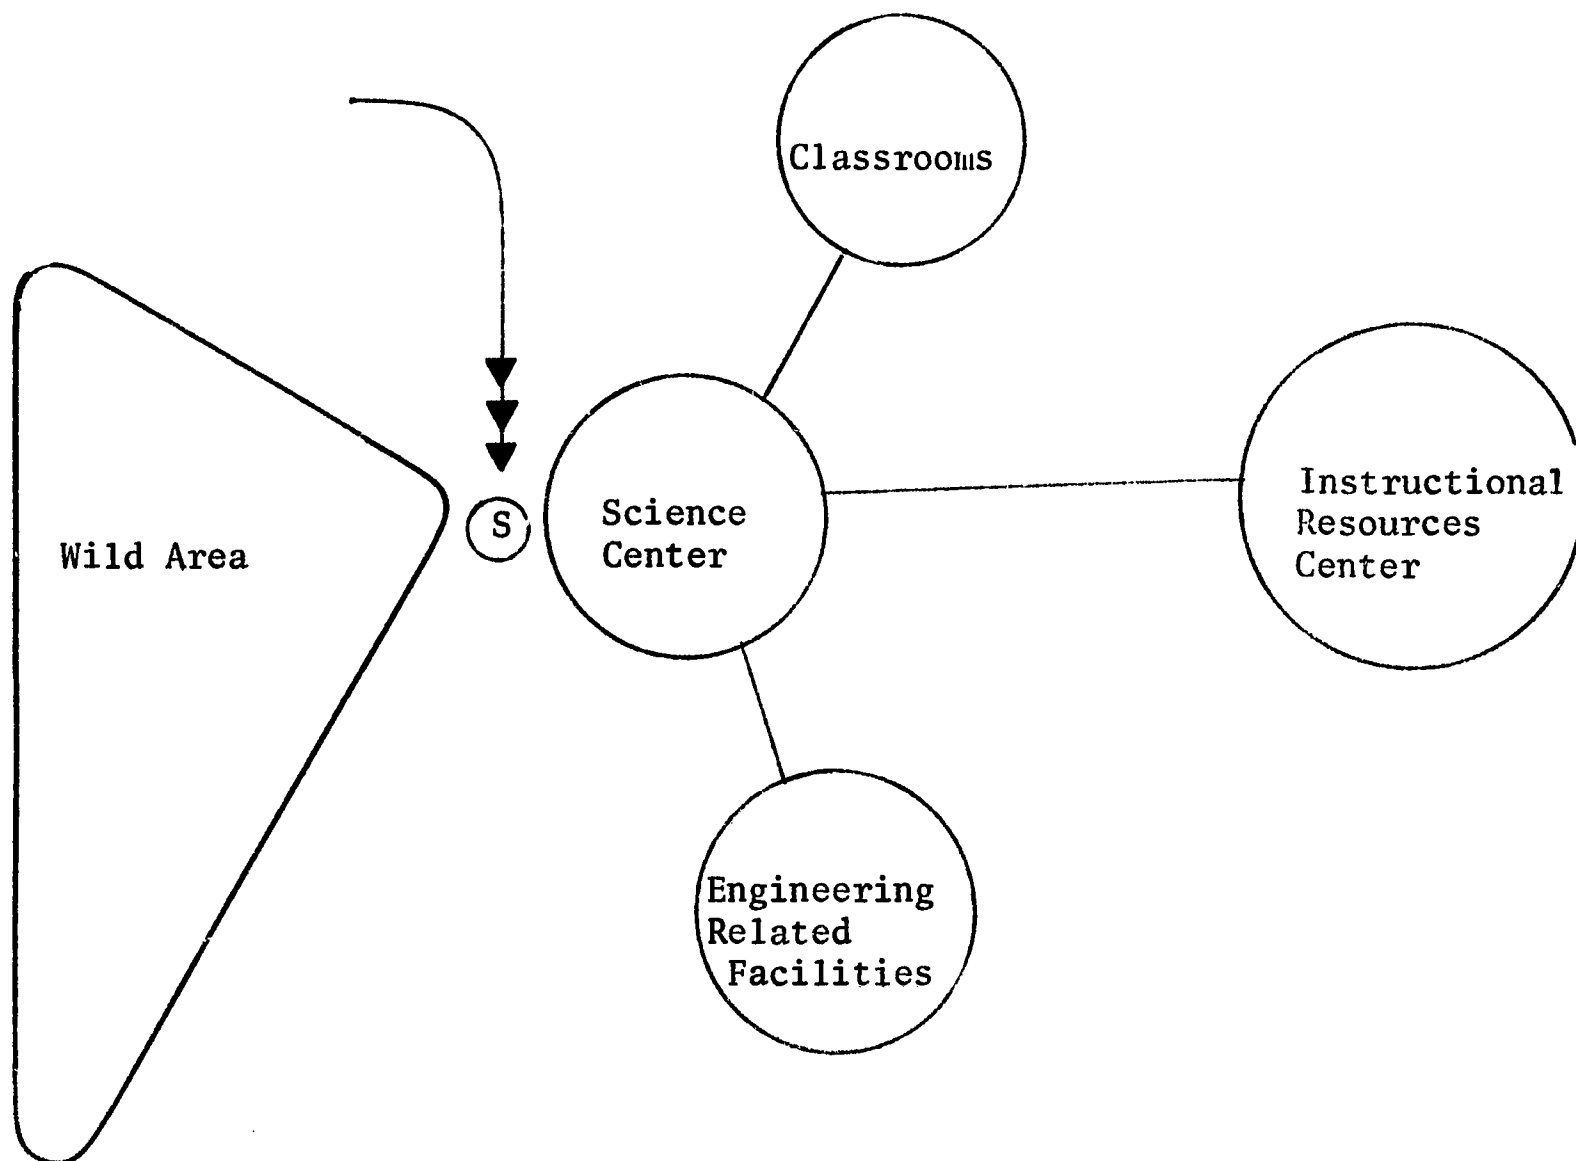 Classrooms
Instructional
Resources
Center
S
Science
Center
Wild Area
Engineering
Related
Facilities